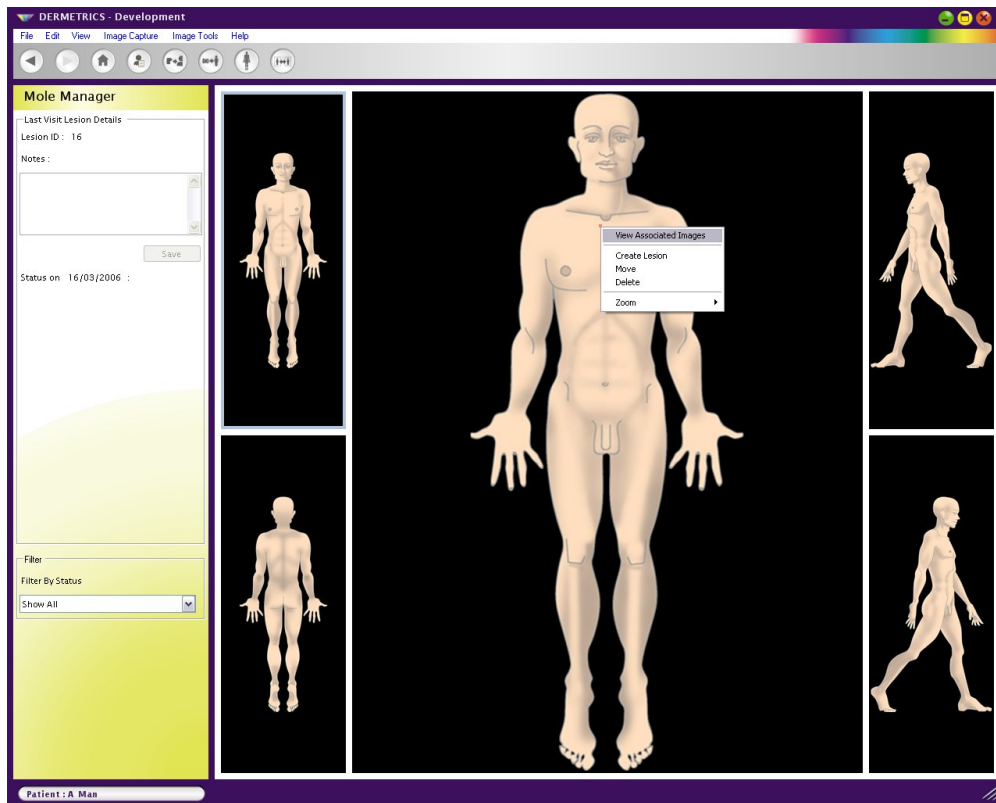 DERMETRICS - Development
File Edit View Image Capture Image Tools Help
Mole Manager
Last Visit Lesion Details
Lesion ID : 16
Notes :
Save
Status on 16/03/2006 :
Filter
Filter By Status
Show All
View Associated Images
Create Lesion
Move
Delete
Zoom
Patient : A Man